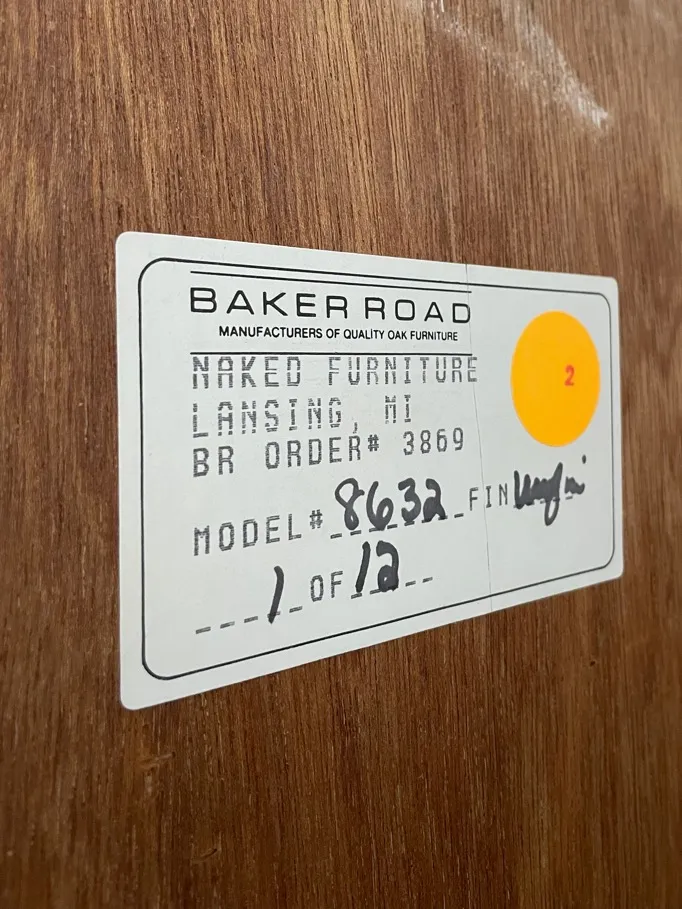 BAKER ROAD
MANUFACTURERS OF QUALITY OAK FURNITURE
2
NAKED FURNITURE
LANSING, MI
BR ORDER# 3869
MODEL# 8632 FIN
1 OF 12